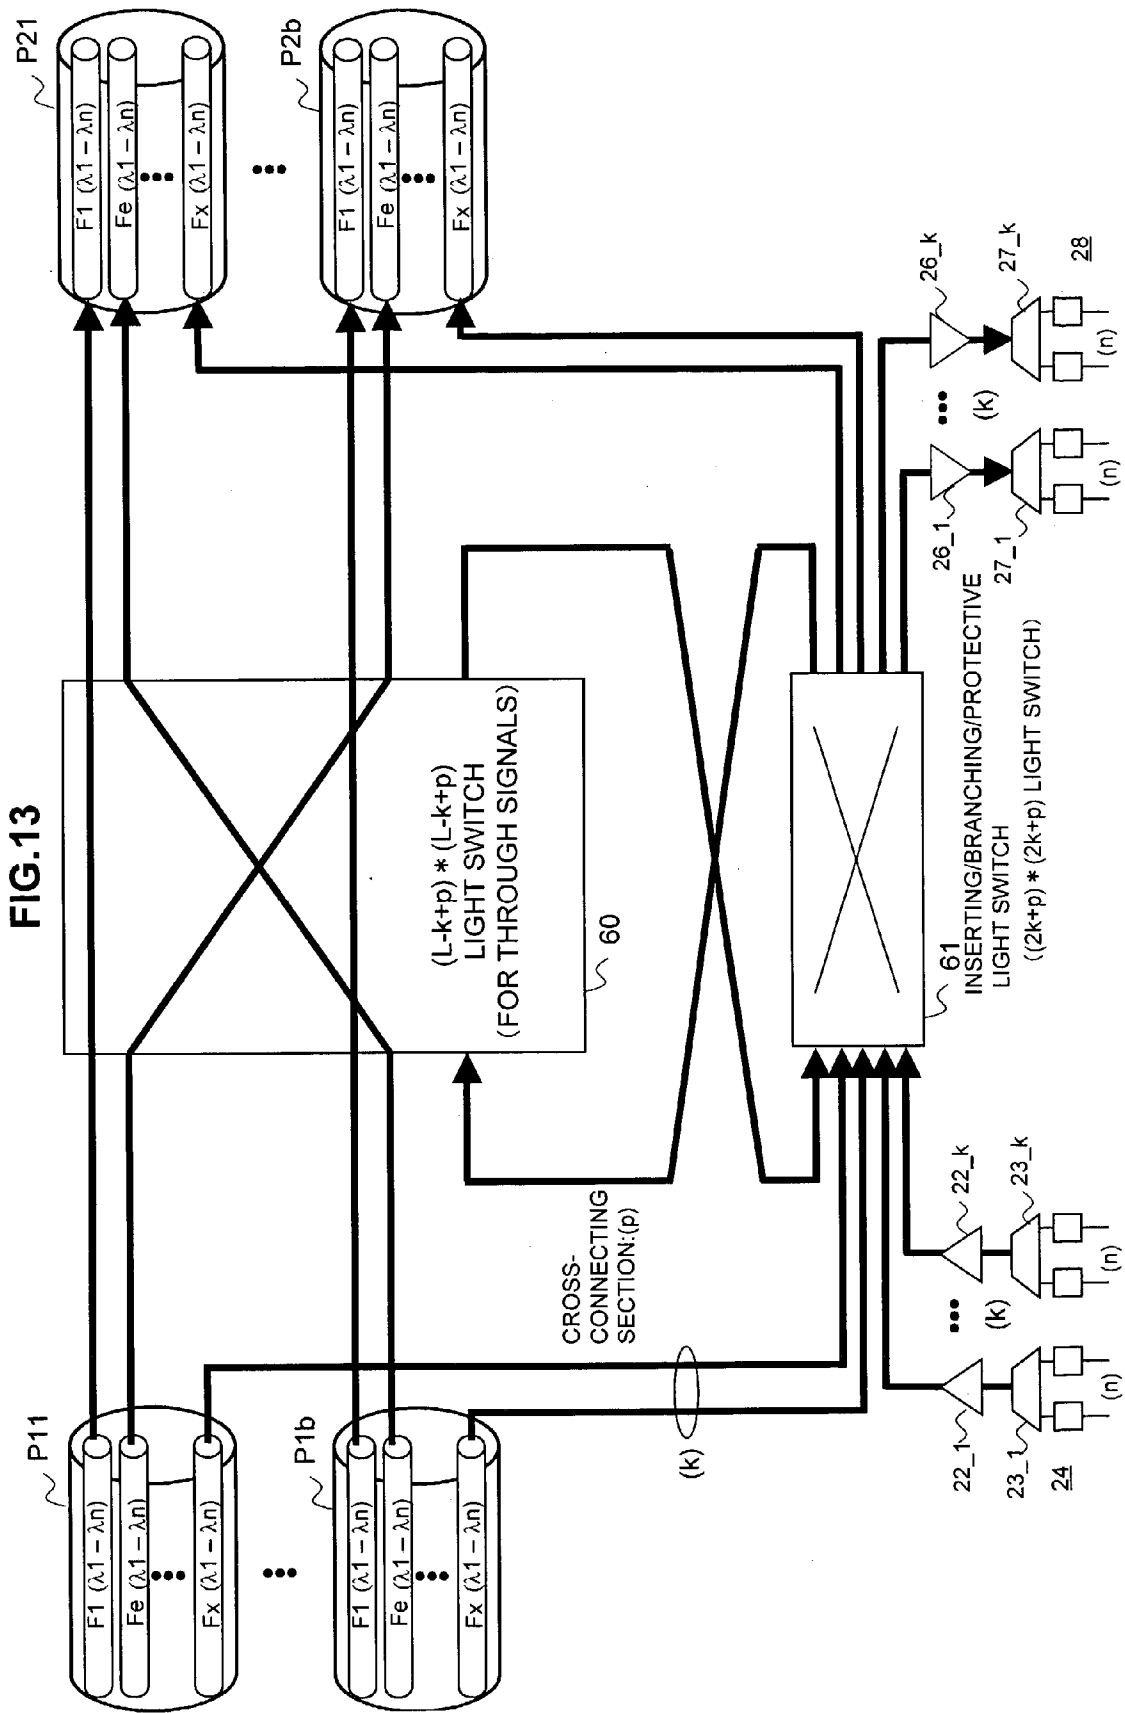 FIG.13
P11
F1 (λ1 – λn)
Fe (λ1 – λn)
Fx (λ1 – λn)
P1b
F1 (λ1 – λn)
Fe (λ1 – λn)
Fx (λ1 – λn)
P21
F1 (λ1 – λn)
Fe (λ1 – λn)
Fx (λ1 – λn)
P2b
F1 (λ1 – λn)
Fe (λ1 – λn)
Fx (λ1 – λn)
(L-k+p) * (L-k+p)
LIGHT SWITCH
(FOR THROUGH SIGNALS)
60
CROSS-
CONNECTING
SECTION:(p)
(k)
61
INSERTING/BRANCHING/PROTECTIVE
LIGHT SWITCH
((2k+p) * (2k+p) LIGHT SWITCH)
22_1
22_k
(k)
23_1
23_k
(n)
(n)
24
26_1
26_k
(k)
27_1
27_k
(n)
(n)
28